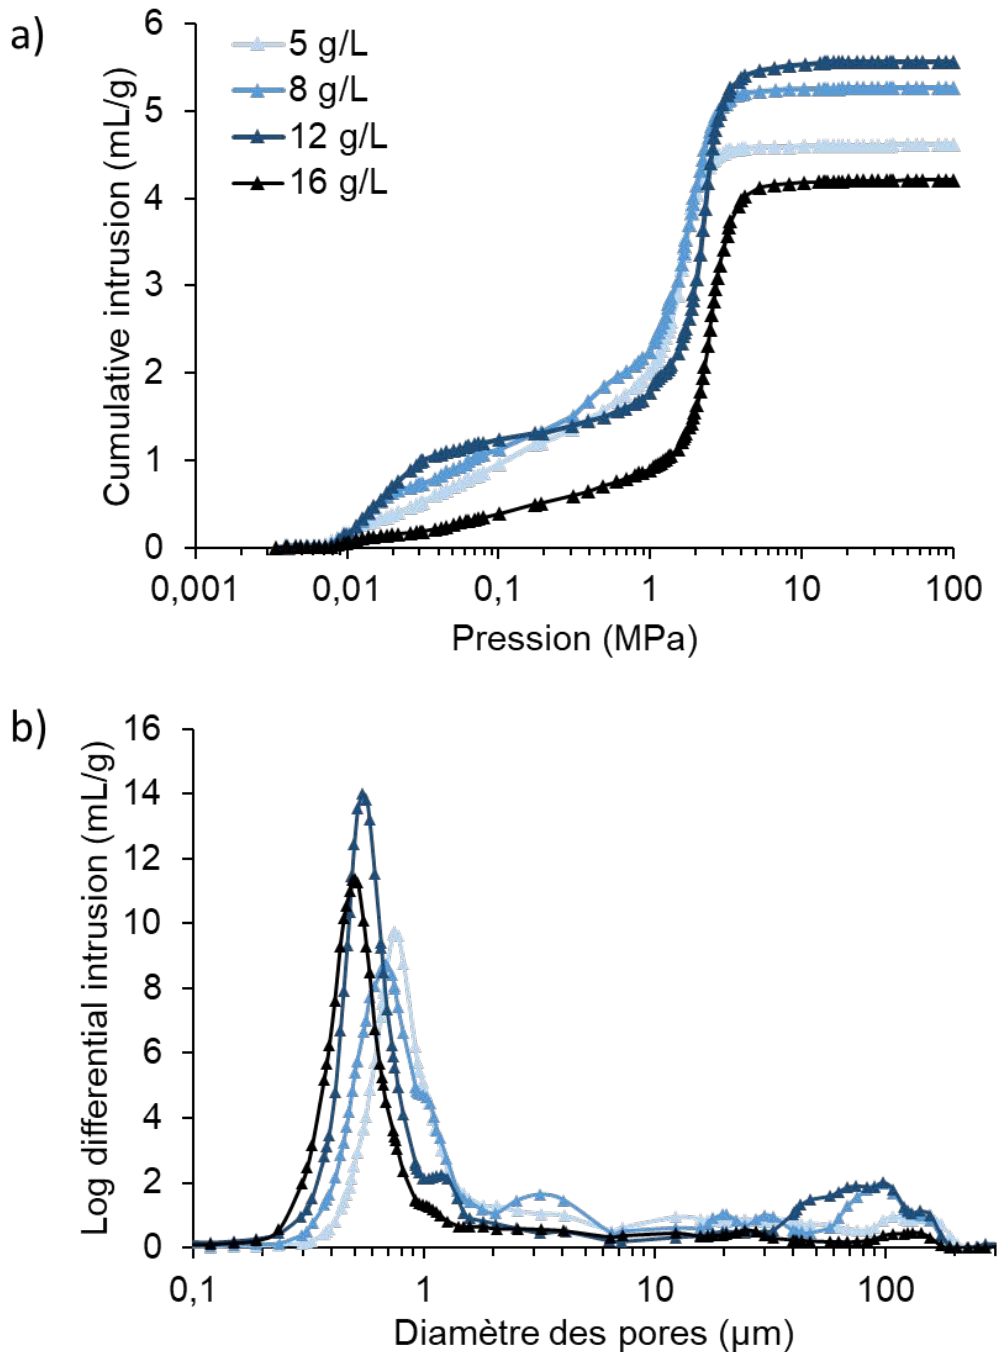 a)
Cumulative intrusion (mL/g)
6
5
4
3
2
1
0
5 g/L
8 g/L
12 g/L
16 g/L
0,001
0,01
0,1
1
10
100
Pression (MPa)
b)
Log differential intrusion (mL/g)
16
14
12
10
8
6
4
2
0
0,1
1
10
100
Diamètre des pores (µm)